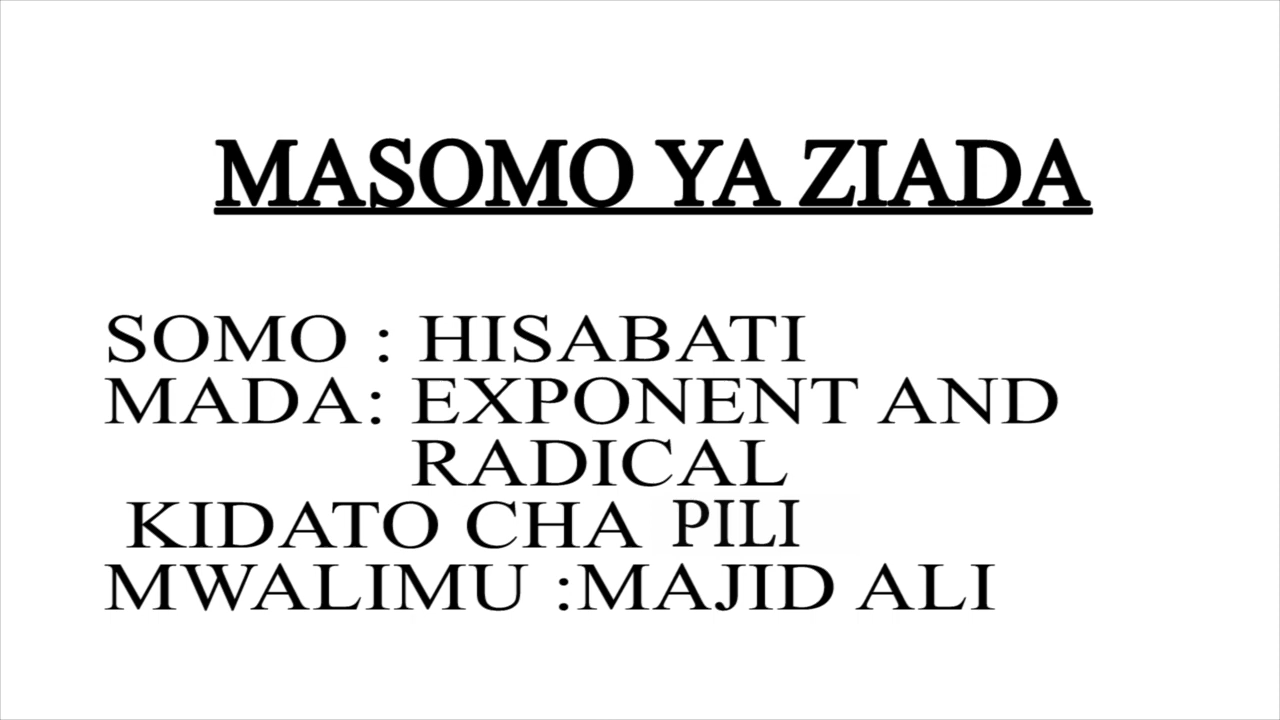 MASOMO YA ZIADA
SOMO : HISABATI
MADA: EXPONENT AND
RADICAL
KIDATO CHA PILI
MWALIMU :MAJID ALI